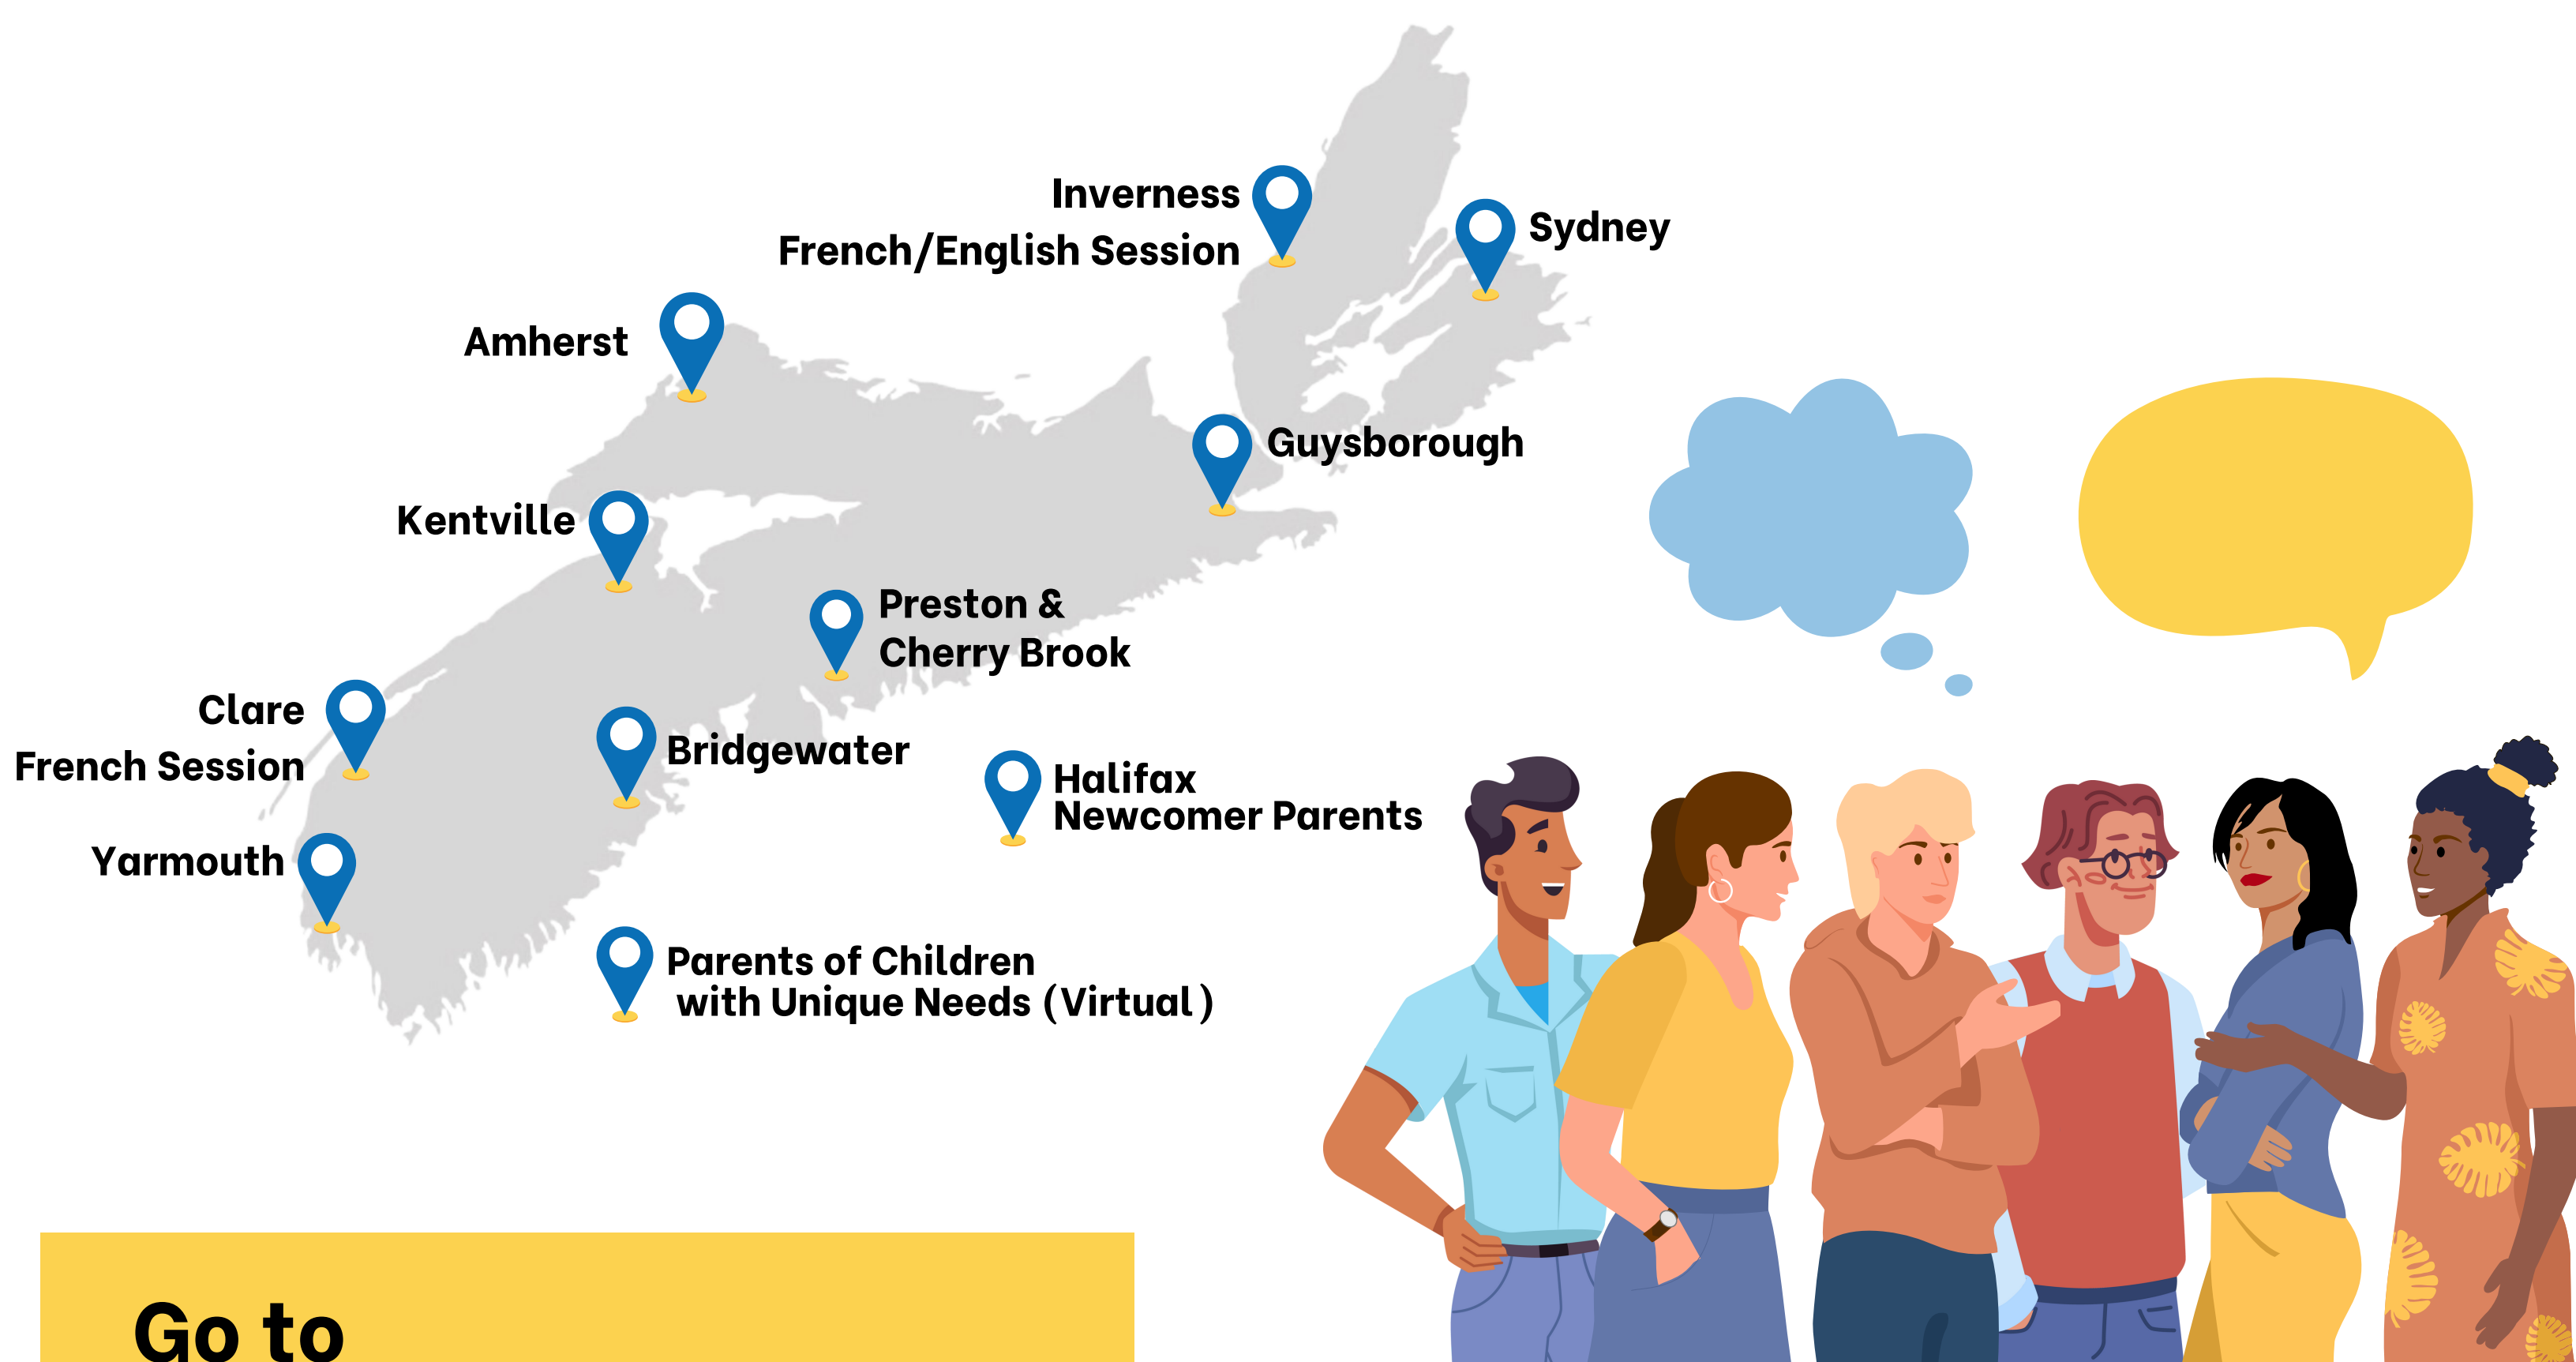 Inverness
French/English Session
Sydney
Amherst
Guysborough
Kentville
Preston &
Cherry Brook
Clare
French Session
Bridgewater
Halifax
Newcomer Parents
Yarmouth
Parents of Children
with Unique Needs (Virtual)
Go to